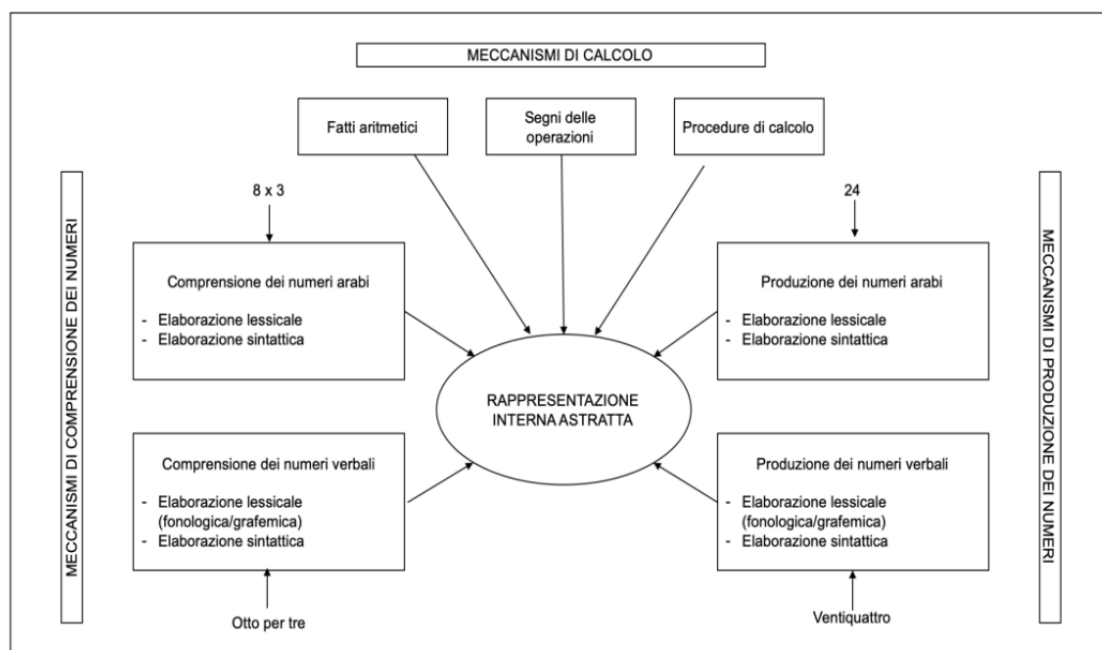 MECCANISMI DI CALCOLO
Fatti aritmetici
Segni delle
operazioni
Procedure di calcolo
MECCANISMI DI COMPRENSIONE DEI NUMERI
8 x 3
Comprensione dei numeri arabi
- Elaborazione lessicale
- Elaborazione sintattica
RAPPRESENTAZIONE
INTERNA ASTRATTA
24
Produzione dei numeri arabi
- Elaborazione lessicale
- Elaborazione sintattica
MECCANISMI DI PRODUZIONE DEI NUMERI
Comprensione dei numeri verbali
- Elaborazione lessicale
(fonologica/grafemica)
- Elaborazione sintattica
Otto per tre
Produzione dei numeri verbali
- Elaborazione lessicale
(fonologica/grafemica)
- Elaborazione sintattica
Ventiquattro